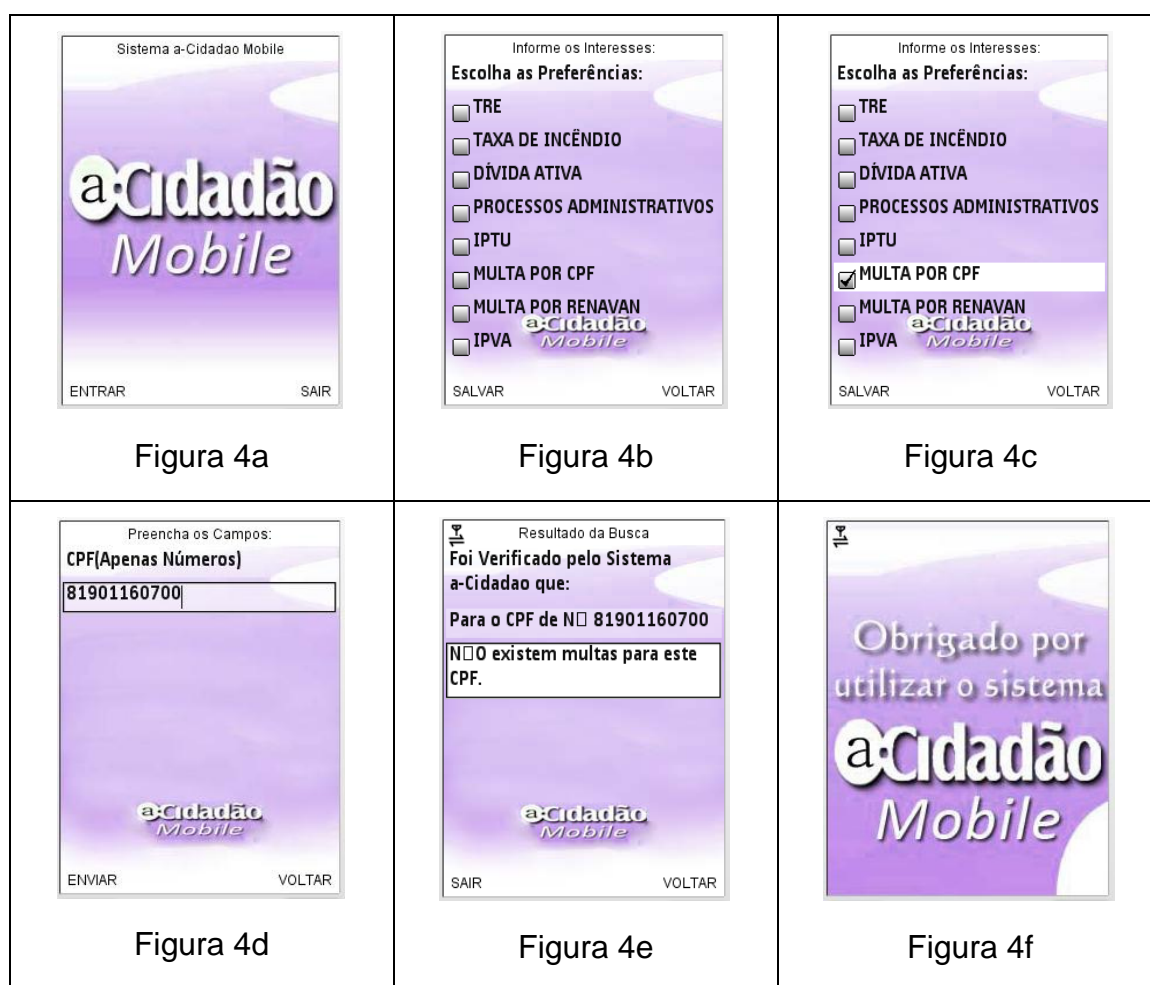 Sistema a-Cidadao Mobile
a-Cidadão
Mobile
ENTRAR SAIR
Figura 4a
Informe os Interesses:
Escolha as Preferências:
TRE
TAXA DE INCÊNDIO
DÍVIDA ATIVA
PROCESSOS ADMINISTRATIVOS
IPTU
MULTA POR CPF
MULTA POR RENAVAN
a-Cidadão
IPVA Mobile
SALVAR VOLTAR
Figura 4b
Informe os Interesses:
Escolha as Preferências:
TRE
TAXA DE INCÊNDIO
DÍVIDA ATIVA
PROCESSOS ADMINISTRATIVOS
IPTU
MULTA POR CPF
MULTA POR RENAVAN
a-Cidadão
IPVA Mobile
SALVAR VOLTAR
Figura 4c
Preencha os Campos:
CPF(Apenas Números)
81901160700
a-Cidadão
Mobile
ENVIAR VOLTAR
Figura 4d
Resultado da Busca
Foi Verificado pelo Sistema
a-Cidadao que:
Para o CPF de N□ 81901160700
N□O existem multas para este
CPF.
a-Cidadão
Mobile
SAIR VOLTAR
Figura 4e
Obrigado por
utilizar o sistema
a-Cidadão
Mobile
Figura 4f